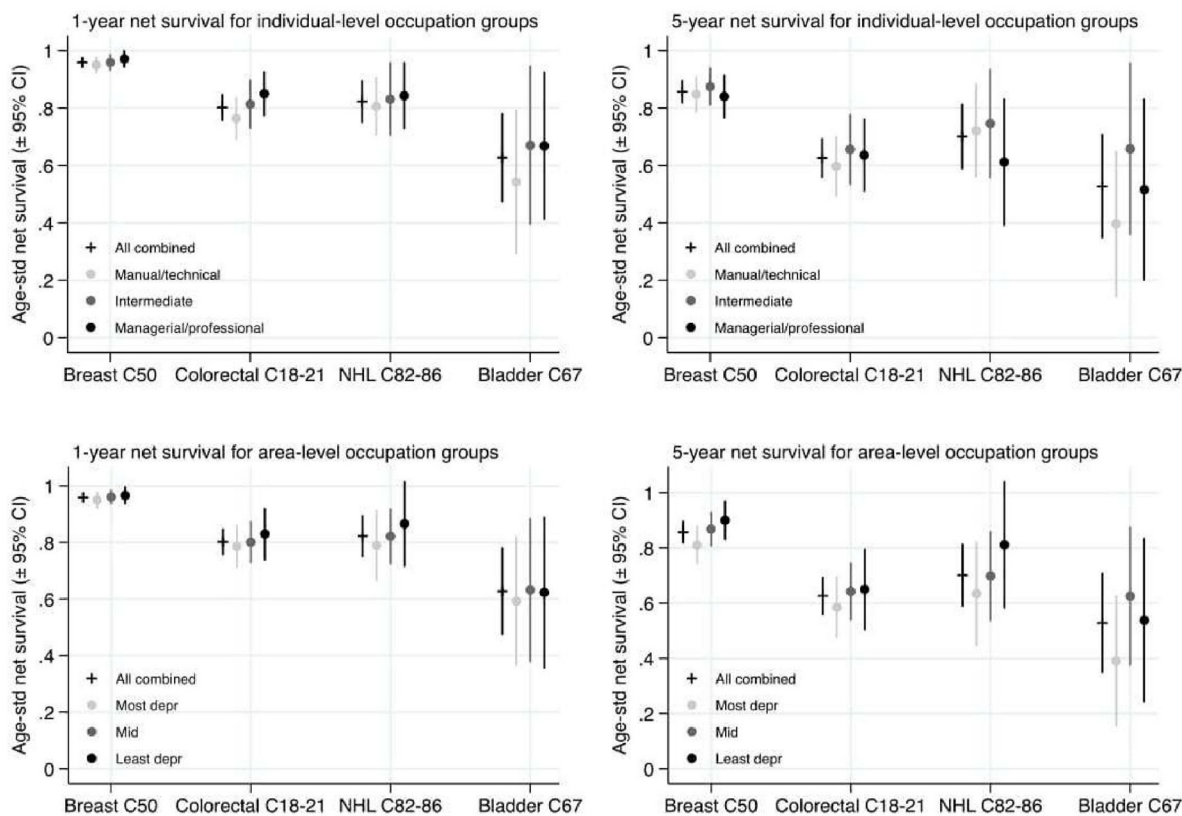 1-year net survival for individual-level occupation groups
Age-std net survival (± 95% CI)
1
.8
.6
.4
.2
0
All combined
Manual/technical
Intermediate
Managerial/professional
Breast C50 Colorectal C18-21 NHL C82-86 Bladder C67
5-year net survival for individual-level occupation groups
Age-std net survival (± 95% CI)
1
.8
.6
.4
.2
0
All combined
Manual/technical
Intermediate
Managerial/professional
Breast C50 Colorectal C18-21 NHL C82-86 Bladder C67
1-year net survival for area-level occupation groups
Age-std net survival (± 95% CI)
1
.8
.6
.4
.2
0
All combined
Most depr
Mid
Least depr
Breast C50 Colorectal C18-21 NHL C82-86 Bladder C67
5-year net survival for area-level occupation groups
Age-std net survival (± 95% CI)
1
.8
.6
.4
.2
0
All combined
Most depr
Mid
Least depr
Breast C50 Colorectal C18-21 NHL C82-86 Bladder C67